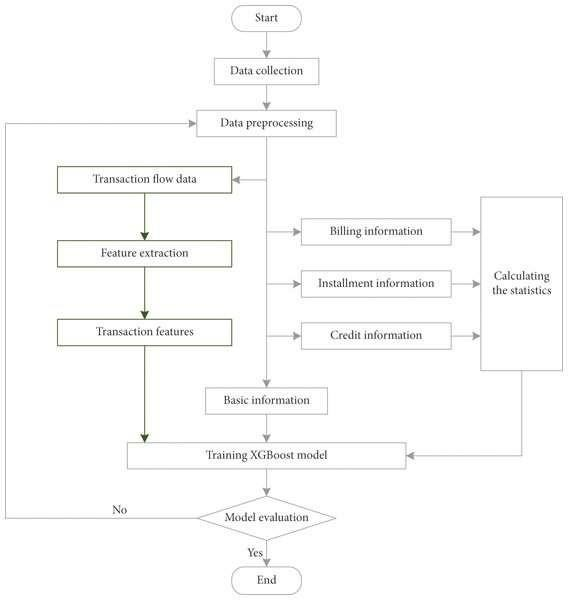 Start
Data collection
Data preprocessing
Transaction flow data
Billing information
Feature extraction
Installment information
Calculating
the statistics
Transaction features
Credit information
Basic information
Training XGBoost model
No
Model evaluation
Yes
End